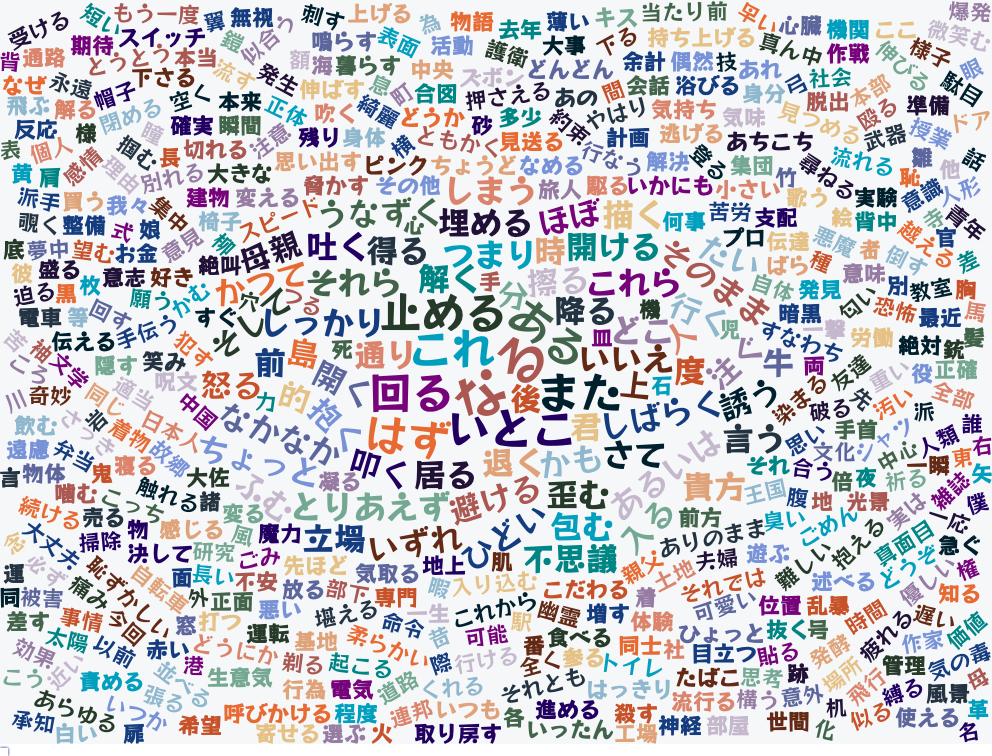 受ける
短い
もう一度
翼
無視
刺す
上げる
為
物語
去年
薄い
キス
当たり前
早い
心臓
機関
ここ
爆発
微笑む
背
通路
期待
スイッチ
鎧
似合う
鳴らす
表面
活動
護衛
大事
下る
持ち上げる
真ん中
作戦
伸びる
様子
眼
なぜ
永遠
とうとう
本当
下さる
流す
発生
額
海
暮らす
中央
ズボン
どんどん
余計
偶然
技
あれ
弓
社会
本部
駄目
飛ぶ
解る
帽子
閉める
空く
本来
正体
伸ばす
息
町
合図
押さえる
あの
間
会話
浴びる
身分
脱出
殴る
準備
ドア
反応
様
瞳
確実
瞬間
吹く
綺麗
どうか
砂
多少
約束
やはり
気持ち
気味
見つめる
武器
授業
表
個人
感情
理由
掴む
長
切れる
注意
残り
身体
横
ともかく
見送る
行なう
計画
逃げる
あちこち
尋ねる
流れる
雛
他
話
黄
肩
別れる
大きな
思い出す
ピンク
ちょうど
なめる
解決
登る
集団
竹
恥
意識
人形
派手
買う
我々
集中
建物
変える
脅かす
その他
しまう
旅人
駆る
いかにも
小さい
歌う
実験
寺
青年
覗く
整備
式
娘
椅子
スピード
うなずく
心
埋める
ほぼ
描く
何事
苦労
支配
絵
背中
越える
官
底
夢中
望む
お金
意見
絶叫
母親
吐く
得る
つまり
時
開ける
そのまま
たい
プロ
伝達
悪魔
者
倒す
差
彼
盛る
枚
意志
好き
かつて
それら
解く
手
擦る
これら
ばら
種
意味
別
教室
胸
迫る
黒
願う
かむ
穴
つる
分
自体
発見
匂い
恐怖
最近
馬
電車
等
回す
手伝う
すぐ
しっかり
止める
ある
降る
皿
どこ
機
行く
児
暗黒
一撃
労働
絶対
髪
銃
苦
伝える
袖
文学
隠す
笑み
犯す
前
島
死
通り
これ
なる
いいえ
人
注ぐ
すなわち
牛
両
友達
重い
役
正確
川
奇妙
適当
呪文
怒る
力
的
開く
回る
後
また
上
石
度
誘う
染まる
破る
汚い
派
全部
飲む
同じ
着物
日本人
中国
なかなか
抱く
はず
いとこ
君
しばらく
言う
思い
文化
手首
シャツ
人類
誰
遠慮
弁当
さっき
故郷
ちょっと
叩く
居る
退く
かも
さて
いは
それ
合う
倍
夜
中心
一瞬
東
右
言
物体
鬼
寝る
大佐
凝る
避ける
歪む
ある
貴方
王国
腹
地
光景
祈る
雑誌
矢
噛む
こっち
触れる
諸
ふむ
とりあえず
ひどい
包む
入る
前方
ありのまま
臭い
ごめん
実は
一応
僕
続ける
売る
物
感じる
変る
風
魔力
立場
いずれ
不思議
抱える
真面目
急ぐ
大丈夫
掃除
決して
研究
ごみ
先ほど
気取る
地上
肌
親父
土地
夫婦
遊ぶ
難しい
どうぞ
権
運
必ず
痛み
恥ずかしい
自転車
面
長い
不安
放る
部下
専門
暇
入り込む
こだわる
着
それでは
可愛い
述べる
優しい
知る
同
被害
外
正面
悪い
堪える
命令
一生
これから
幽霊
増す
体験
位置
乱暴
時間
遅い
差す
事情
今回
窓
打つ
運転
基地
柔らかい
音
可能
駅
番
食べる
同士
社
ひょっと
抜く
号
発酵
疲れる
作家
価値
効果
太陽
以前
赤い
どうにか
剃る
起こる
際
行ける
全く
参る
トイレ
目立つ
貼る
跡
場所
管理
気の毒
こう
近く
責める
並べる
港
生意気
行為
電気
道路
くれる
それとも
はっきり
たばこ
思考
飛行
縛る
風景
母
あらゆる
張る
希望
呼びかける
程度
連邦
いつも
各
進める
殺す
流行る
構う
意外
机
似る
使える
革
承知
白い
いつか
扉
寄せる
選ぶ
火
取り戻す
いったん
工場
神経
部屋
世間
化
名